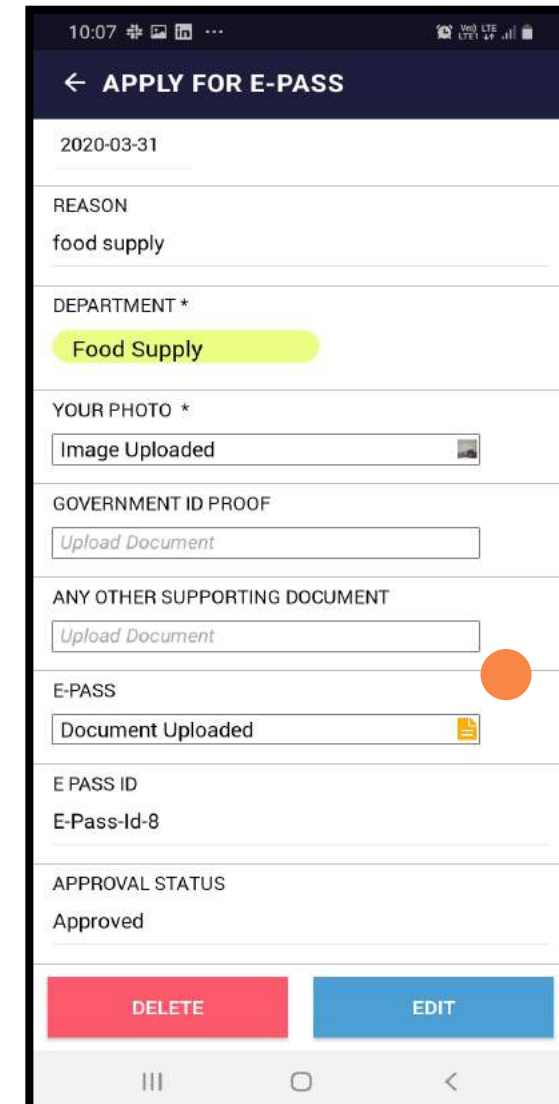 10:07
← APPLY FOR E-PASS
2020-03-31
REASON
food supply
DEPARTMENT *
Food Supply
YOUR PHOTO *
Image Uploaded
GOVERNMENT ID PROOF
Upload Document
ANY OTHER SUPPORTING DOCUMENT
Upload Document
E-PASS
Document Uploaded
E PASS ID
E-Pass-Id-8
APPROVAL STATUS
Approved
DELETE EDIT